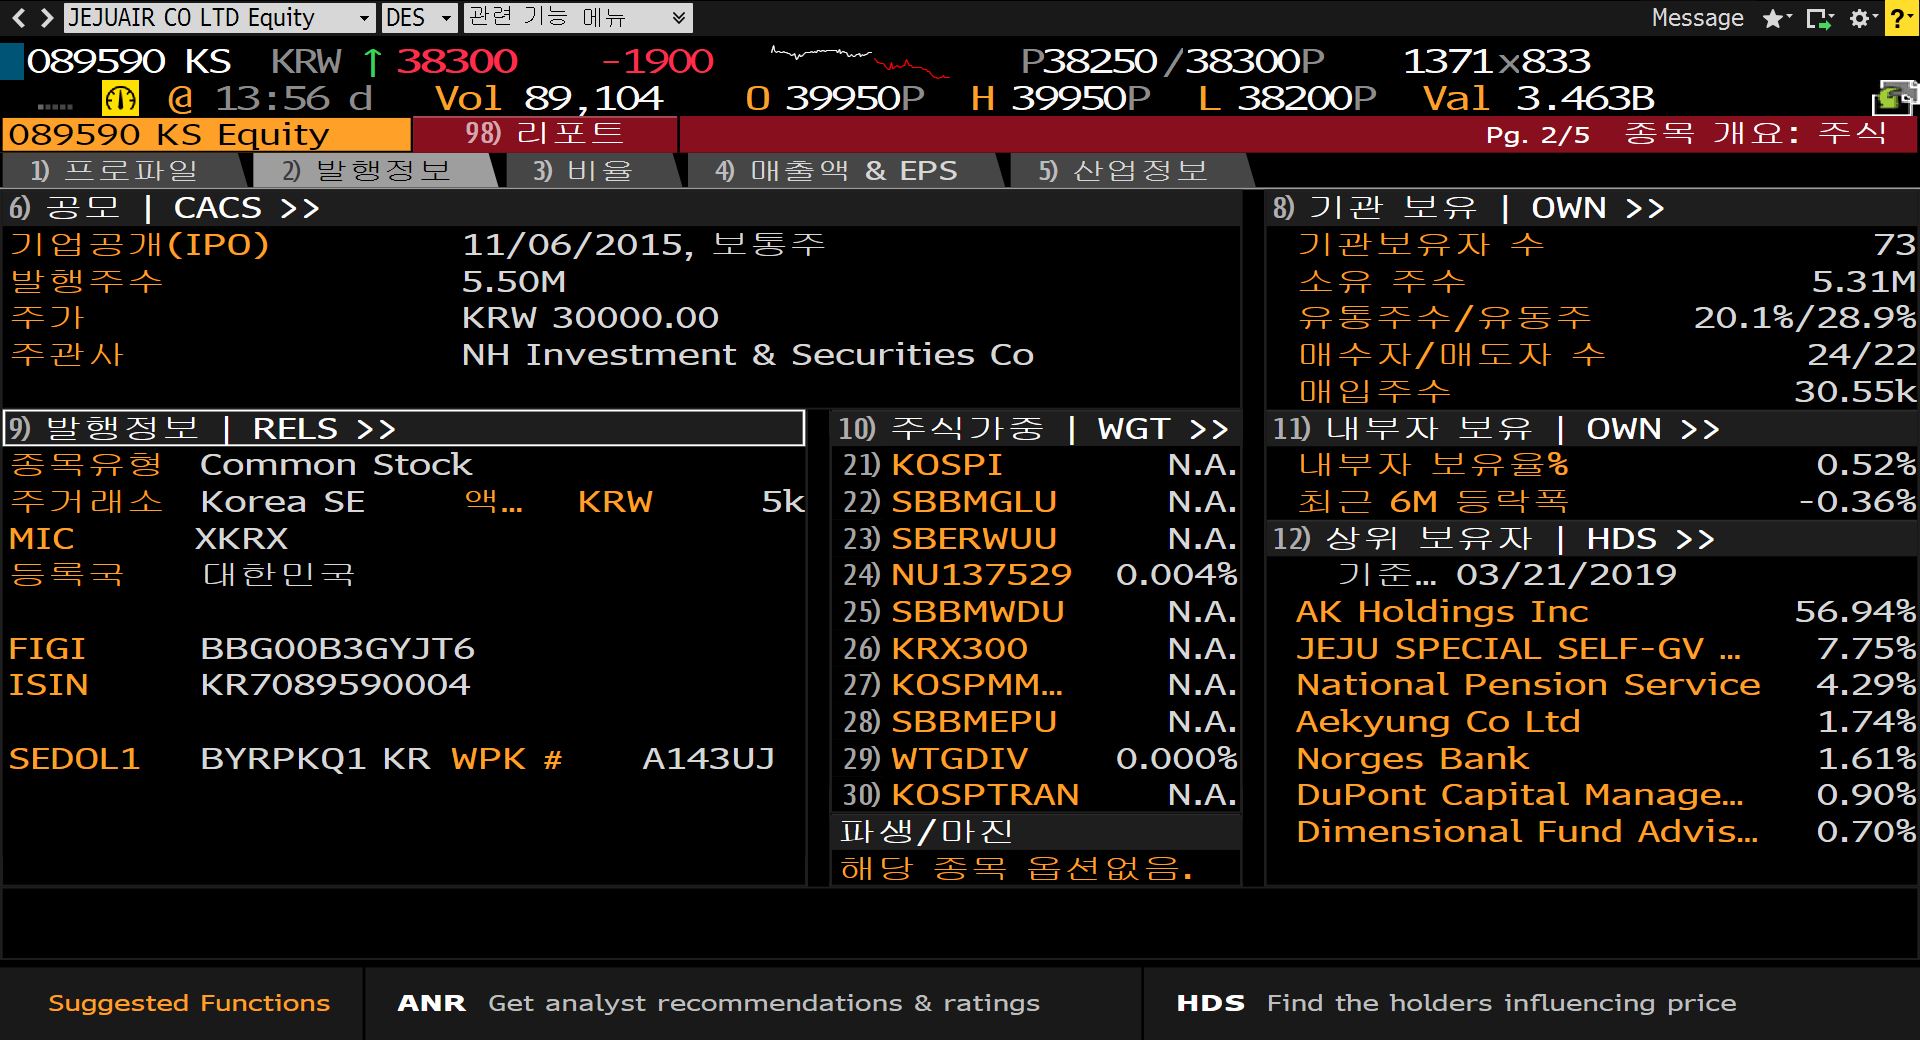 JEJUAIR CO LTD Equity DES 관련 기능 메뉴 Message
089590 KS KRW ↑ 38300 -1900 P38250 /38300P 1371x833
@ 13:56 d Vol 89,104 O 39950P H 39950P L 38200P Val 3.463B
089590 KS Equity 98) 리포트 Pg. 2/5 종목 개요: 주식
1) 프로파일 2) 발행정보 3) 비율 4) 매출액 & EPS 5) 산업정보
6) 공모 | CACS >>
기업공개(IPO) 11/06/2015, 보통주
발행주수 5.50M
주가 KRW 30000.00
주관사 NH Investment & Securities Co
8) 기관 보유 | OWN >>
기관보유자 수 73
소유 주수 5.31M
유통주수/유동주 20.1%/28.9%
매수자/매도자 수 24/22
매입주수 30.55k
9) 발행정보 | RELS >>
종목유형 Common Stock
주거래소 Korea SE 액... KRW 5k
MIC XKRX
등록국 대한민국
FIGI BBG00B3GYJT6
ISIN KR7089590004
SEDOL1 BYRPKQ1 KR WPK # A143UJ
10) 주식가중 | WGT >>
21) KOSPI N.A.
22) SBBMGLU N.A.
23) SBERWUU N.A.
24) NU137529 0.004%
25) SBBMWDU N.A.
26) KRX300 N.A.
27) KOSPMM... N.A.
28) SBBMEPU N.A.
29) WTGDIV 0.000%
30) KOSPTRAN N.A.
파생/마진
해당 종목 옵션없음.
11) 내부자 보유 | OWN >>
내부자 보유율% 0.52%
최근 6M 등락폭 -0.36%
12) 상위 보유자 | HDS >>
기준... 03/21/2019
AK Holdings Inc 56.94%
JEJU SPECIAL SELF-GV ... 7.75%
National Pension Service 4.29%
Aekyung Co Ltd 1.74%
Norges Bank 1.61%
DuPont Capital Manage... 0.90%
Dimensional Fund Advis... 0.70%
Suggested Functions ANR Get analyst recommendations & ratings HDS Find the holders influencing price